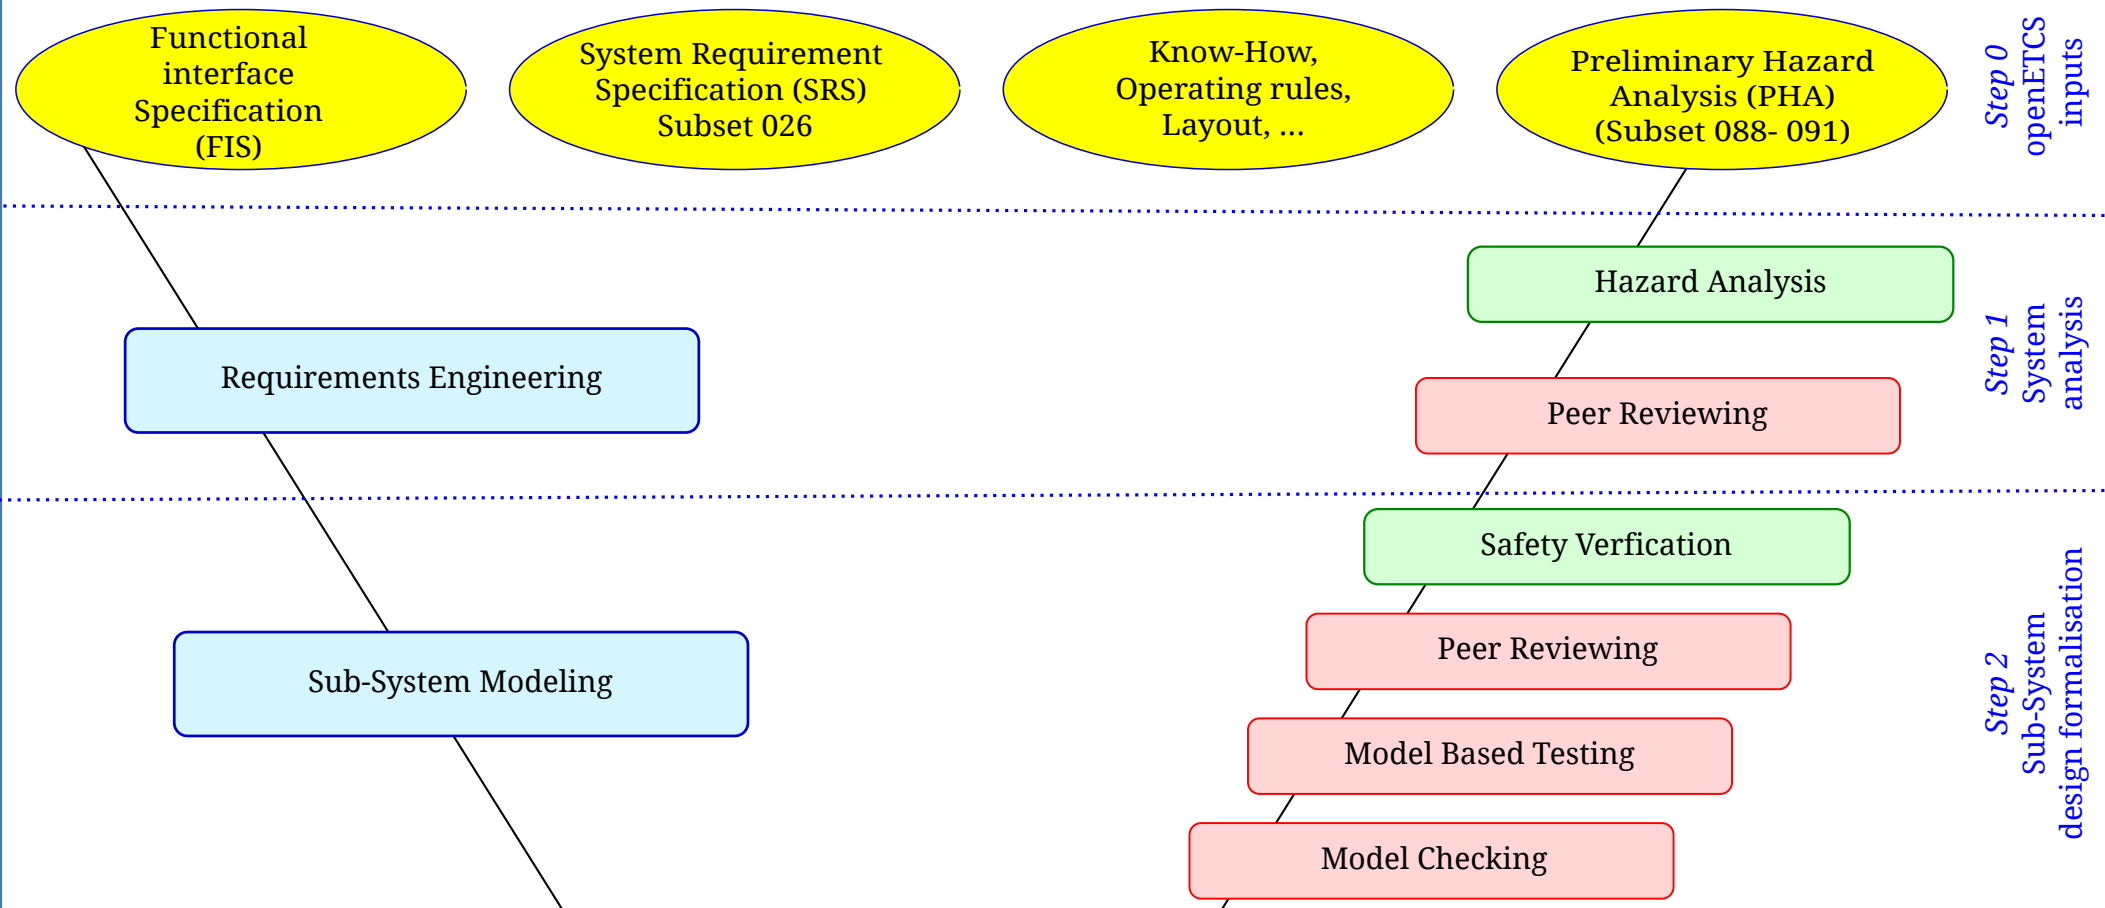 Functional
interface
Specification
(FIS)
System Requirement
Specification (SRS)
Subset 026
Know-How,
Operating rules,
Layout, ...
Preliminary Hazard
Analysis (PHA)
(Subset 088- 091)
Step 0
openETCS
inputs
Hazard Analysis
Requirements Engineering
Peer Reviewing
Step 1
System
analysis
Safety Verfication
Peer Reviewing
Sub-System Modeling
Model Based Testing
Model Checking
Step 2
Sub-System
design formalisation